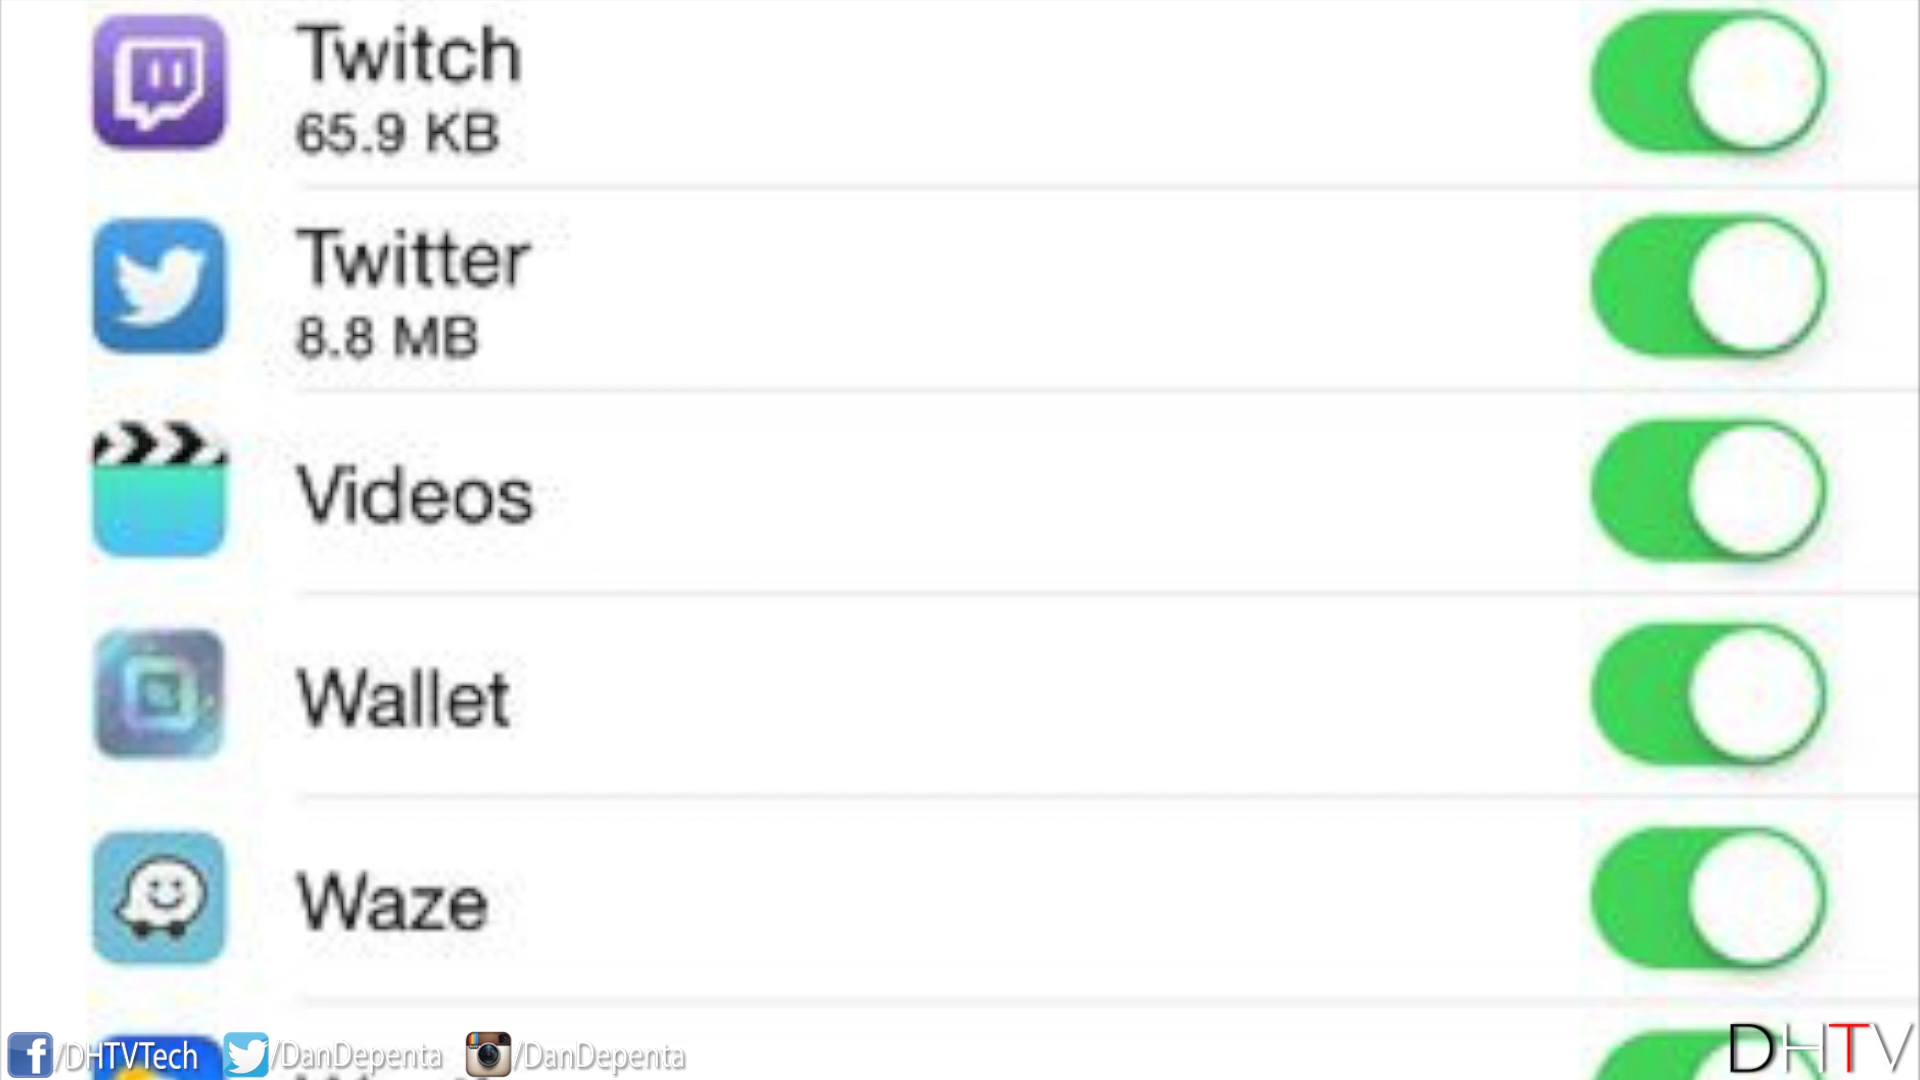 Twitch
65.9 KB
Twitter
8.8 MB
Videos
Wallet
Waze
/DHTVTech /DanDepenta /DanDepenta
DHTV